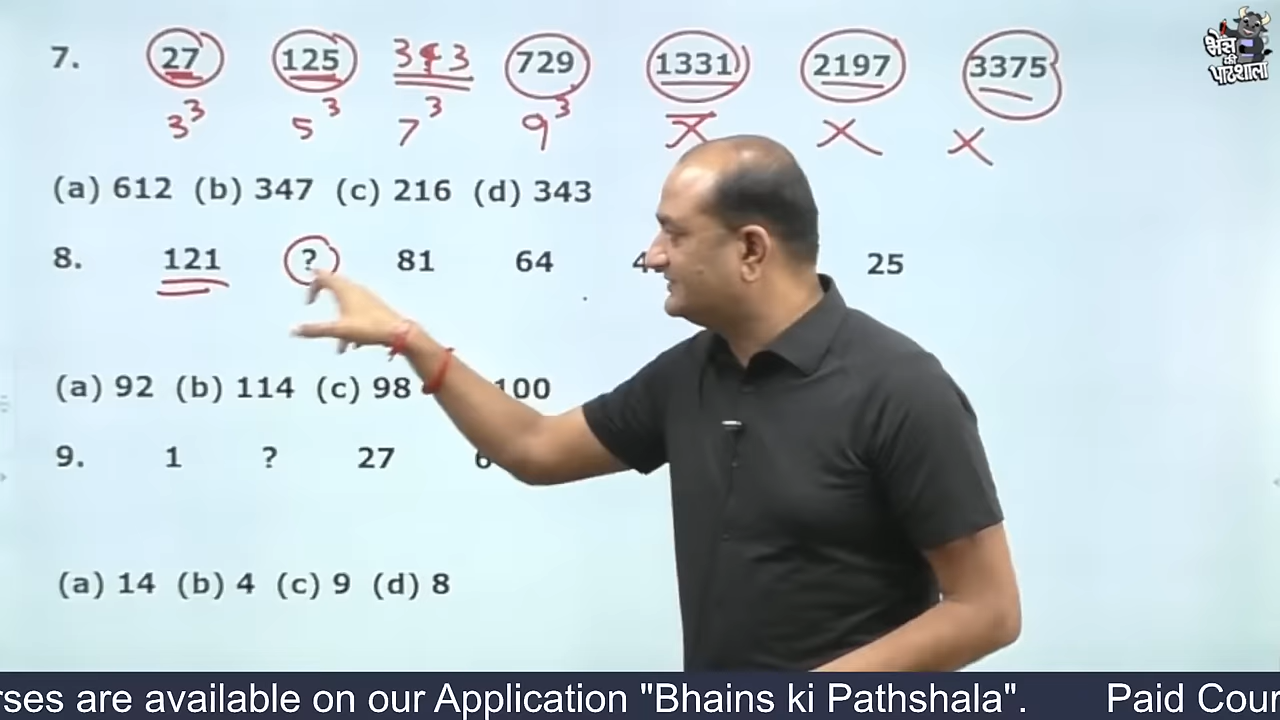 7. 27 125 343 729 1331 2197 3375
3³ 5³ 7³ 9³ X X X
(a) 612 (b) 347 (c) 216 (d) 343
8. 121 ? 81 64 25
(a) 92 (b) 114 (c) 98 100
9. 1 ? 27
(a) 14 (b) 4 (c) 9 (d) 8
भैंस
की
पाठशाला
rses are available on our Application "Bhains ki Pathshala". Paid Cour